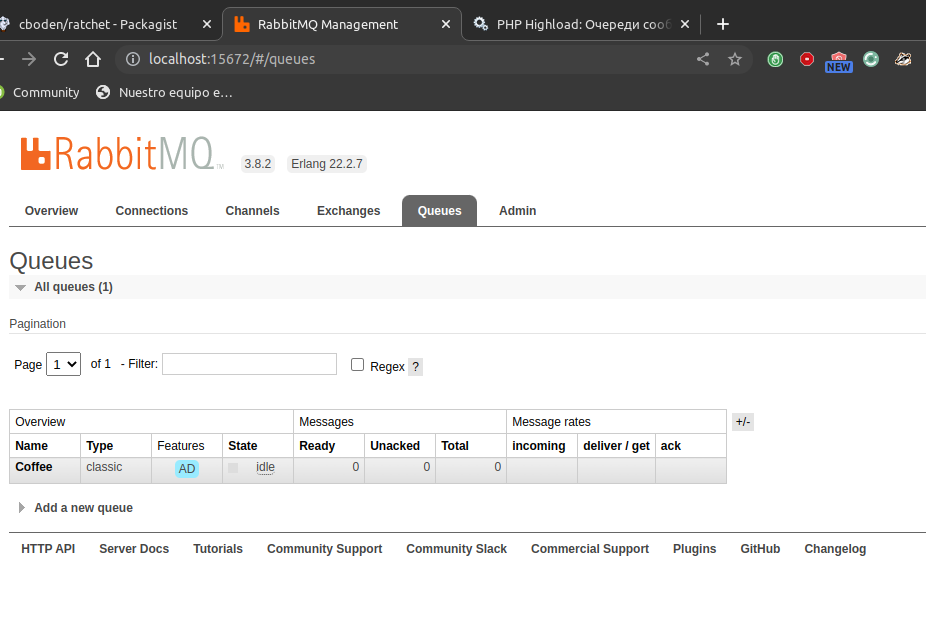 cboden/ratchet - Packagist RabbitMQ Management PHP Highload: Очереди сооб
localhost:15672/#/queues
NEW
Community Nuestro equipo e...
RabbitMQ TM 3.8.2 Erlang 22.2.7
Overview Connections Channels Exchanges Queues Admin
Queues
All queues (1)
Pagination
Page 1 of 1 - Filter: Regex ?
Overview Messages Message rates +/-
Name Type Features State Ready Unacked Total incoming deliver / get ack
Coffee classic AD idle 0 0 0
Add a new queue
HTTP API Server Docs Tutorials Community Support Community Slack Commercial Support Plugins GitHub Changelog